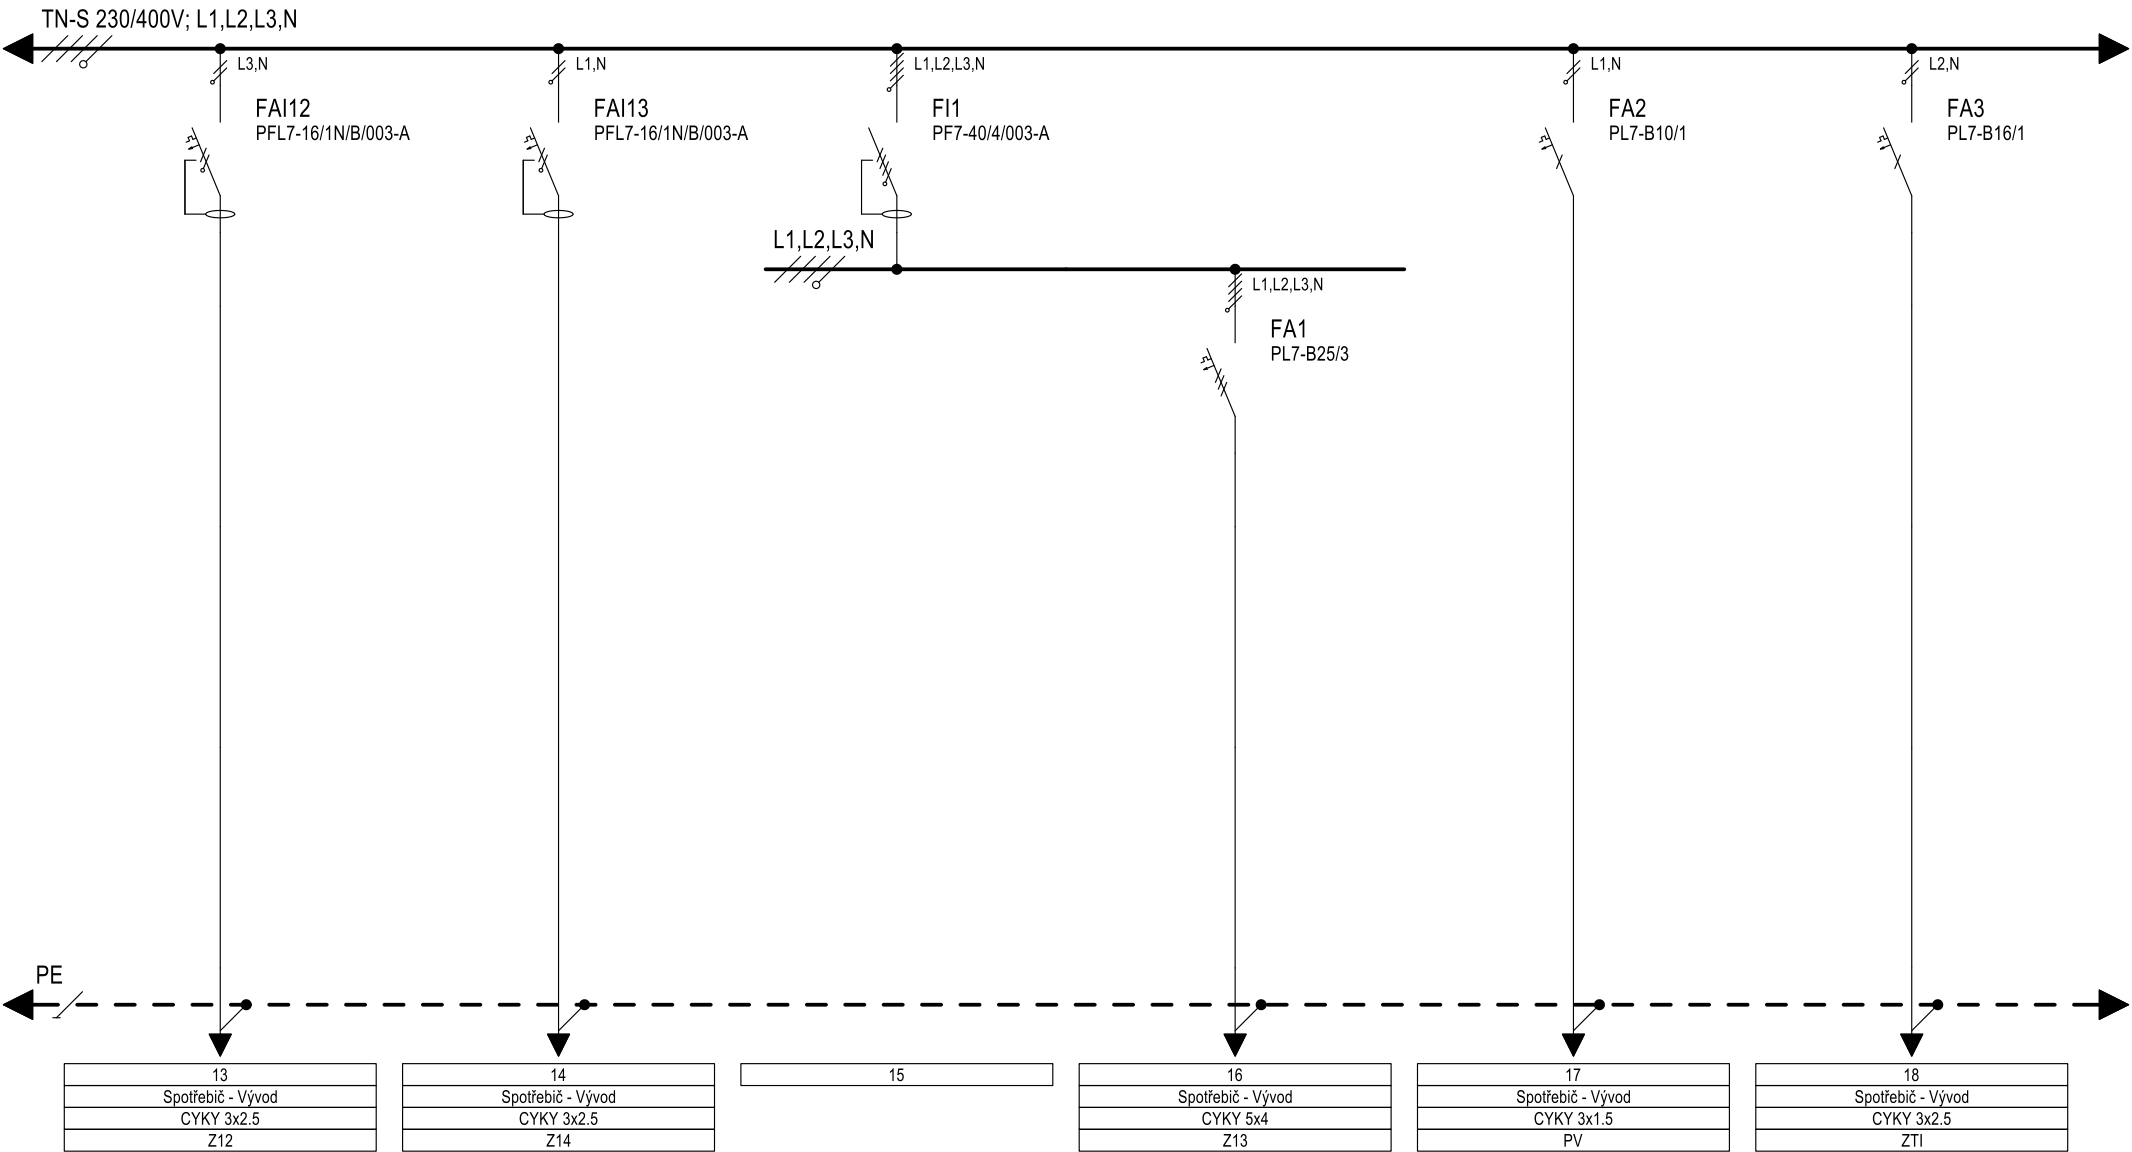 TN-S 230/400V; L1,L2,L3,N
L3,N
L1,N
L1,L2,L3,N
L1,N
L2,N
FAI12
PFL7-16/1N/B/003-A
FAI13
PFL7-16/1N/B/003-A
FI1
PF7-40/4/003-A
FA2
PL7-B10/1
FA3
PL7-B16/1
L1,L2,L3,N
L1,L2,L3,N
FA1
PL7-B25/3
PE
13
Spotřebič - Vývod
CYKY 3x2.5
Z12
14
Spotřebič - Vývod
CYKY 3x2.5
Z14
15
16
Spotřebič - Vývod
CYKY 5x4
Z13
17
Spotřebič - Vývod
CYKY 3x1.5
PV
18
Spotřebič - Vývod
CYKY 3x2.5
ZTI